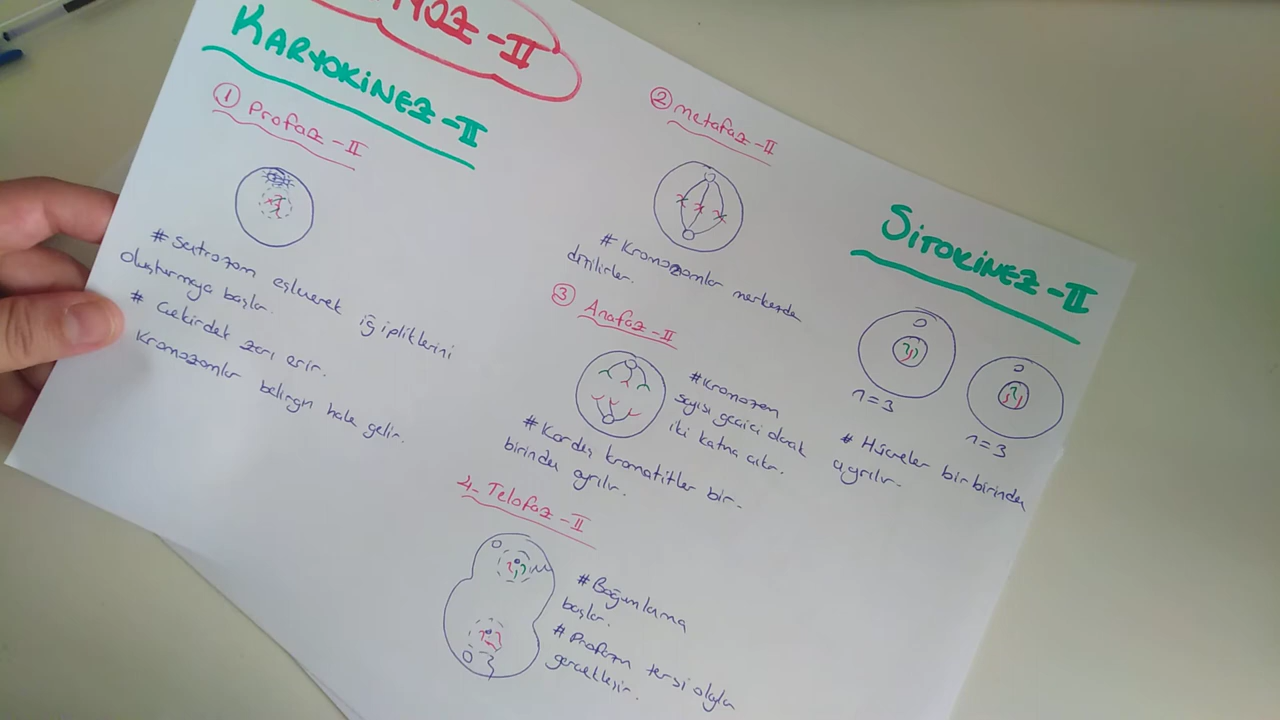 -II
KARYOKİNEZ-II
① Profaz-II
# Sentrozom eşlenerek iğ ipliklerini
oluşturmaya başlar.
# Çekirdek zarı erir.
Kromozomlar belirgin hale gelir.
② metafaz-II
# Kromozomlar merkezde
dizilirler.
③ Anafaz-II
# Kromozom
sayısı geçici olarak
iki katına çıkar.
# Kardeş kromatitler bir-
birinden ayrılır.
4- Telofaz-II
# Boğumlanma
başlar.
# Profazın tersi olaylar
gerçekleşir.
SİTOKİNEZ-II
n=3
n=3
# Hücreler birbirinden
ayrılır.